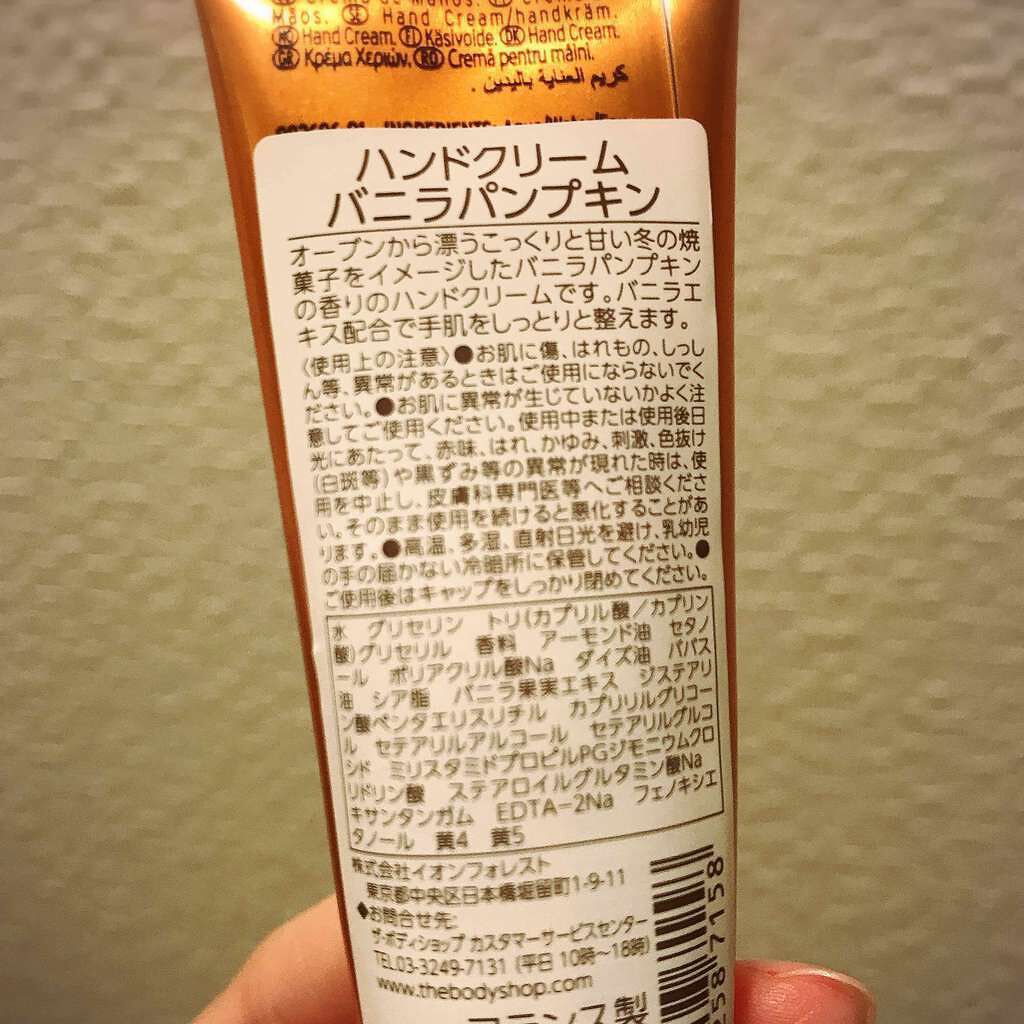 Crema de Manos.
Mãos. SE Hand Cream/handkräm.
Hand Cream. FI Käsivoide. DK Hand Cream.
GR Κρέμα Χεριών. RO Cremă pentru mâini.
كريم العناية باليدين .
INGREDIENTS:
ハンドクリーム
バニラパンプキン
オーブンから漂うこっくりと甘い冬の焼
菓子をイメージしたバニラパンプキン
の香りのハンドクリームです。バニラエ
キス配合で手肌をしっとりと整えます。
〈使用上の注意〉●お肌に傷、はれもの、しっし
ん等、異常があるときはご使用にならないでく
ださい。●お肌に異常が生じていないかよく注
意してご使用ください。使用中または使用後日
光にあたって、赤味、はれ、かゆみ、刺激、色抜け
(白斑等)や黒ずみ等の異常が現れた時は、使
用を中止し、皮膚科専門医等へご相談くださ
い。そのまま使用を続けると悪化することがあ
ります。●高温、多湿、直射日光を避け、乳幼児
の手の届かない冷暗所に保管してください。●
ご使用後はキャップをしっかり閉めてください。
水 グリセリン トリ(カプリル酸/カプリン
酸)グリセリル 香料 アーモンド油 セタノ
ール ポリアクリル酸Na ダイズ油 ババス
油 シア脂 バニラ果実エキス ジステアリ
ン酸ペンタエリスリチル カプリリルグリコー
ル セテアリルアルコール セテアリルグルコ
シド ミリスタミドプロピルPGジモニウムクロ
リドリン酸 ステアロイルグルタミン酸Na
キサンタンガム EDTA-2Na フェノキシエ
タノール 黄4 黄5
株式会社イオンフォレスト
東京都中央区日本橋堀留町1-9-11
◆お問合せ先:
ザ・ボディショップ カスタマーサービスセンター
TEL.03-3249-7131 (平日 10時〜18時)
www.thebodyshop.com
フランス製
258 7158